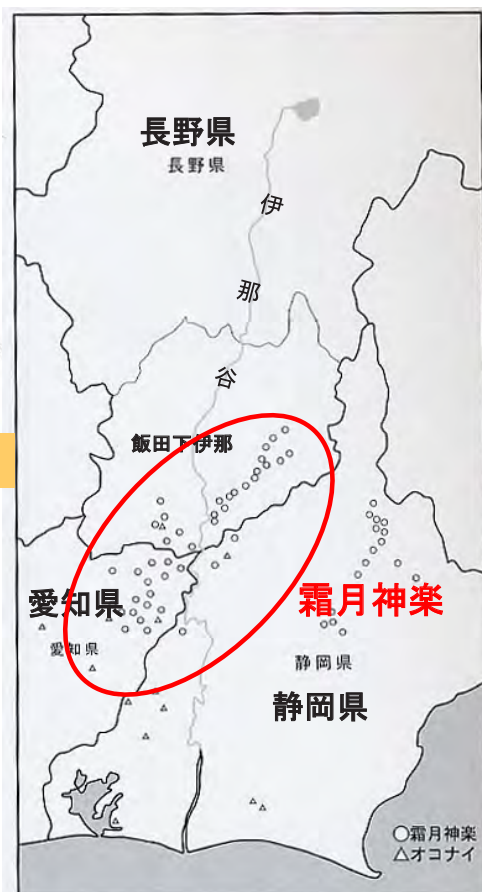 長野県
長野県
伊
那
谷
飯田下伊那
愛知県
霜月神楽
愛知県
静岡県
静岡県
○霜月神楽
△オコナイ